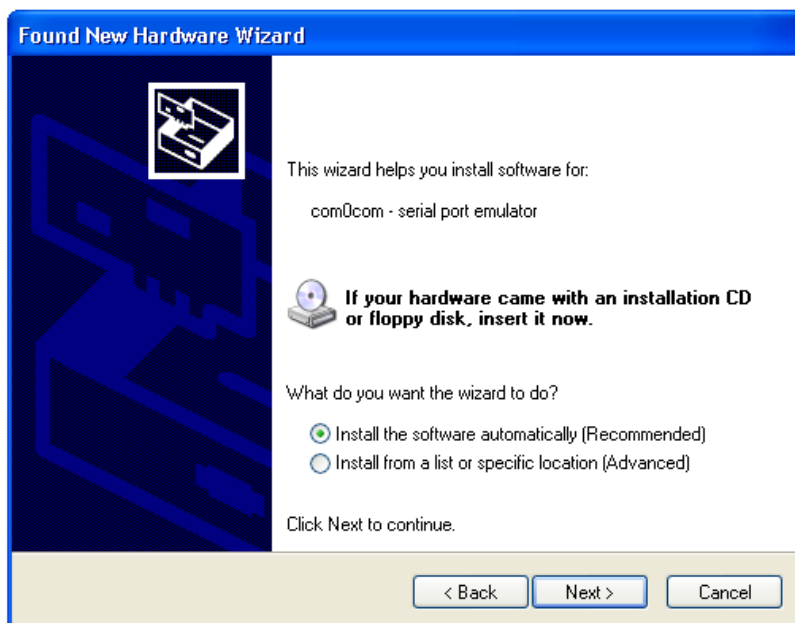 Found New Hardware Wizard
This wizard helps you install software for:
com0com - serial port emulator
If your hardware came with an installation CD
or floppy disk, insert it now.
What do you want the wizard to do?
Install the software automatically (Recommended)
Install from a list or specific location (Advanced)
Click Next to continue.
< Back
Next >
Cancel